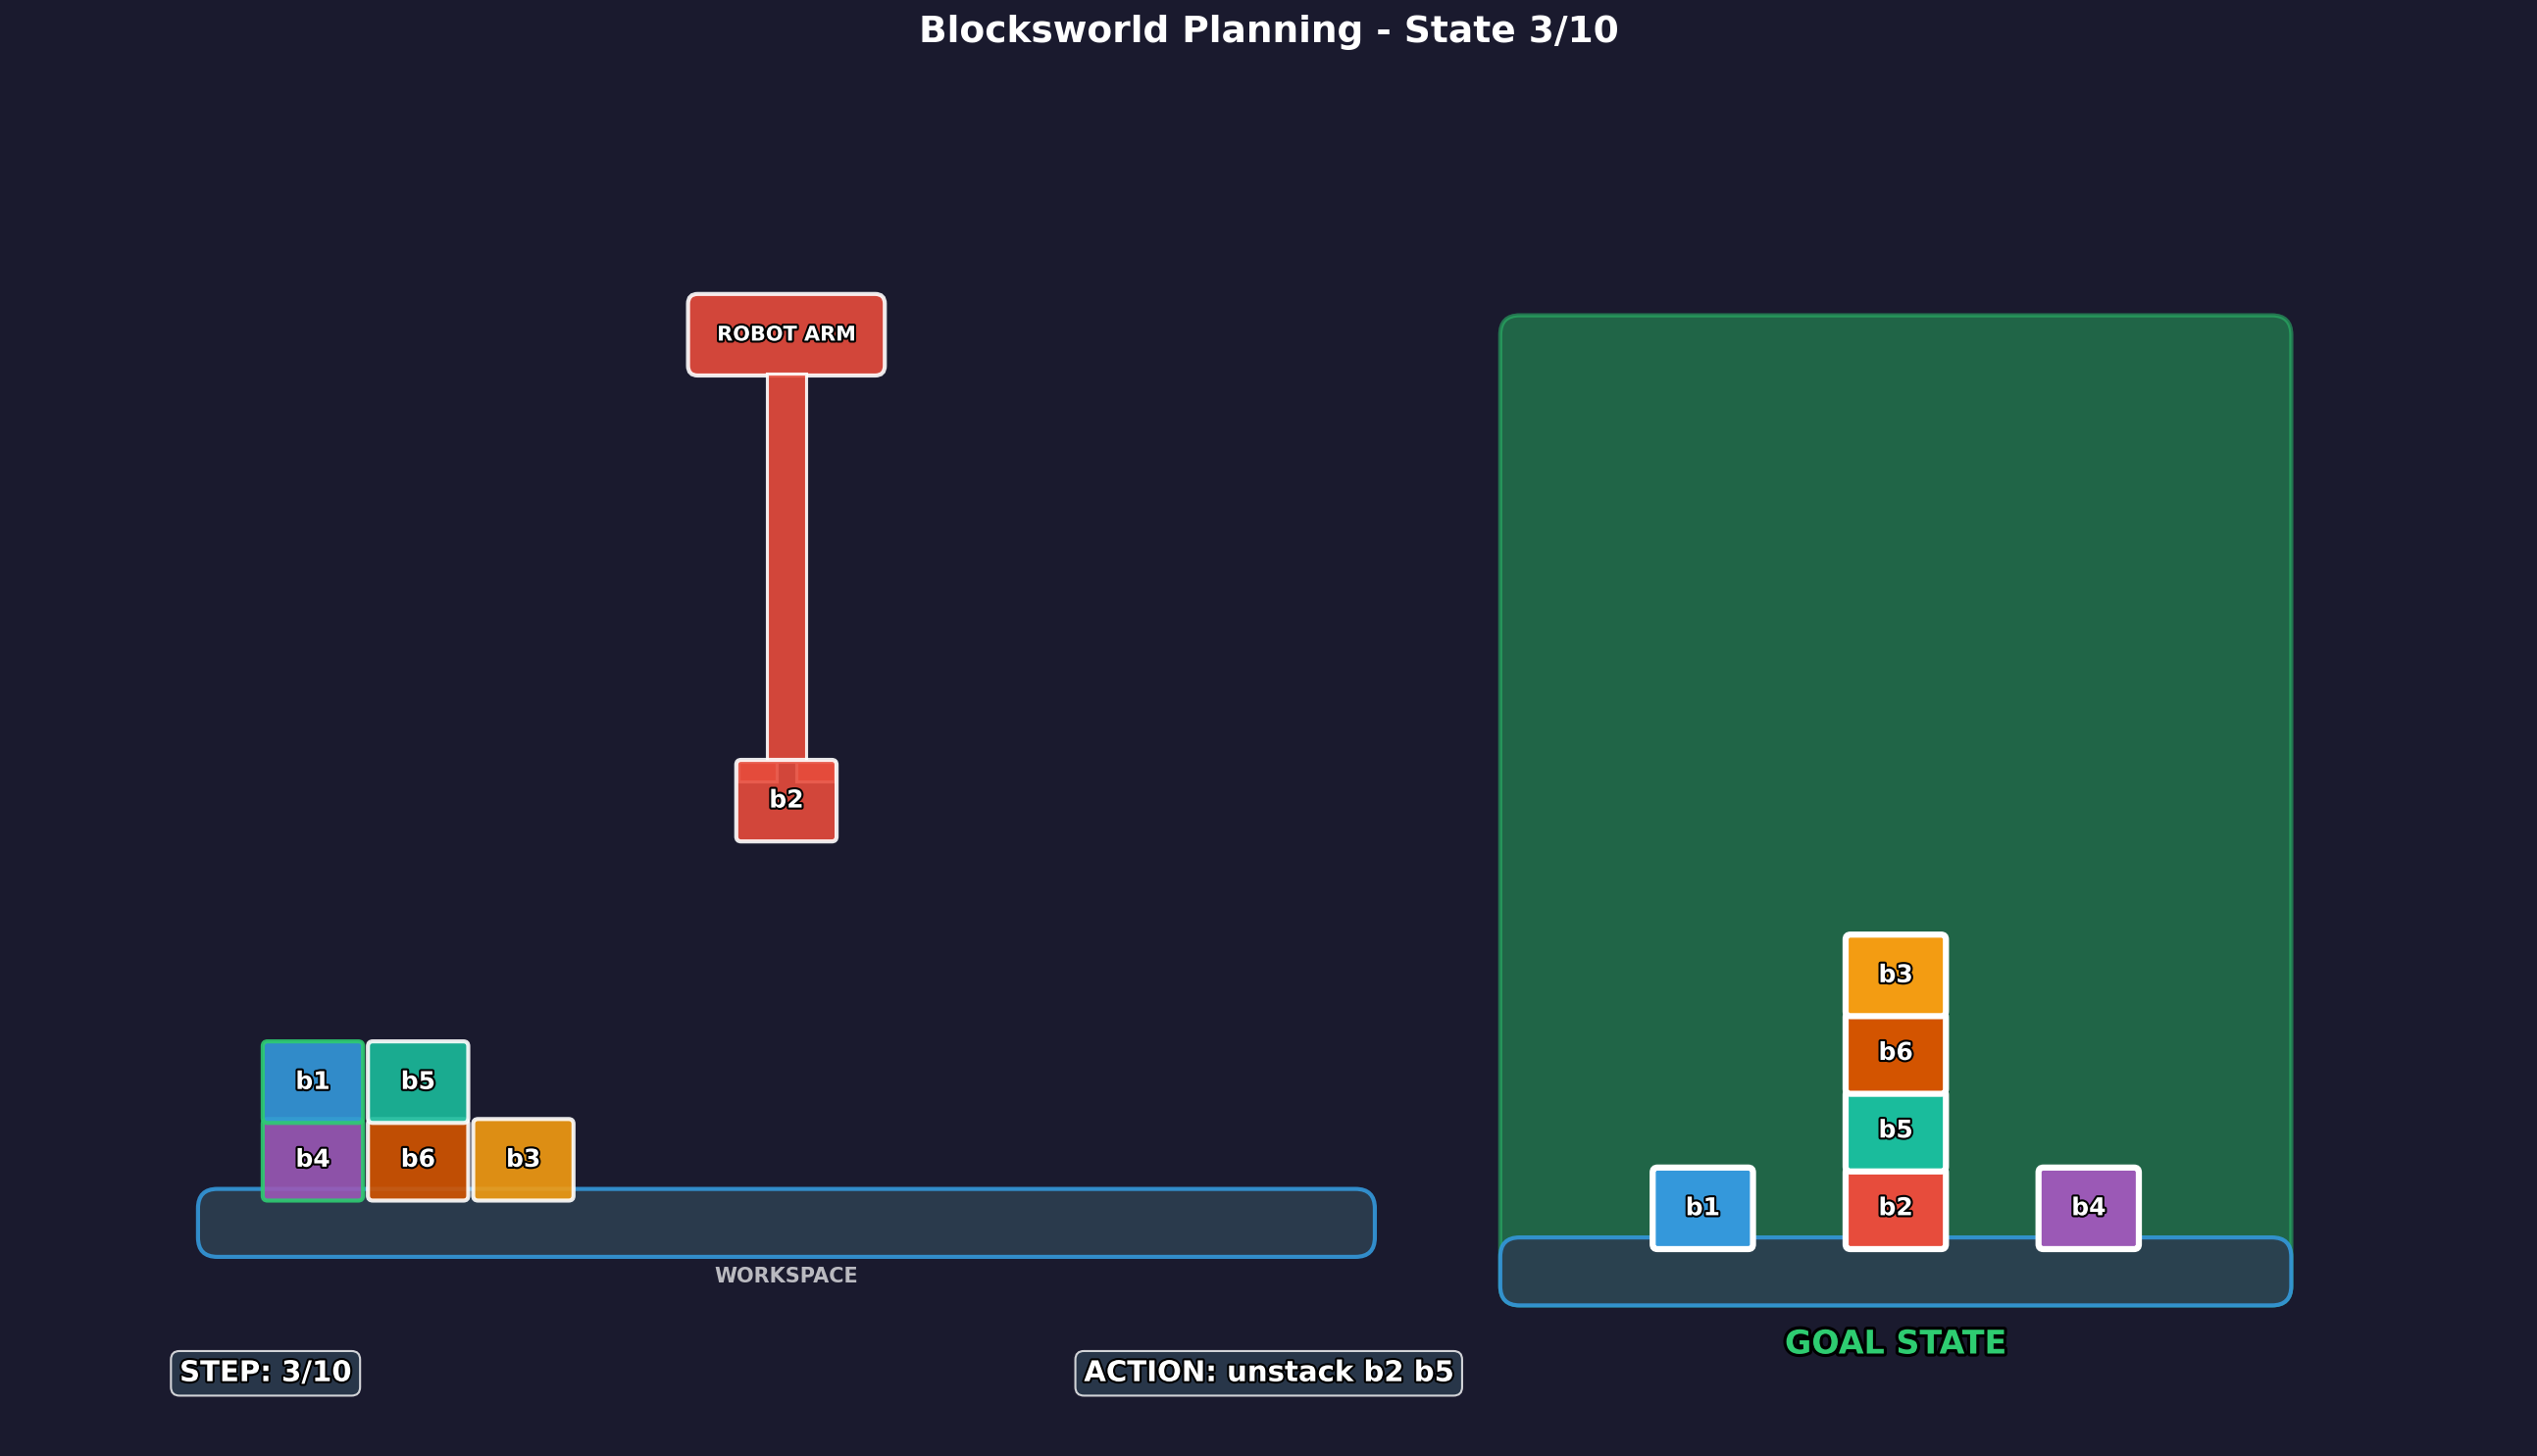 Blocksworld Planning - State 3/10
ROBOT ARM
b2
b1 b5
b4 b6 b3
WORKSPACE
b3
b6
b5
b1 b2 b4
GOAL STATE
STEP: 3/10
ACTION: unstack b2 b5